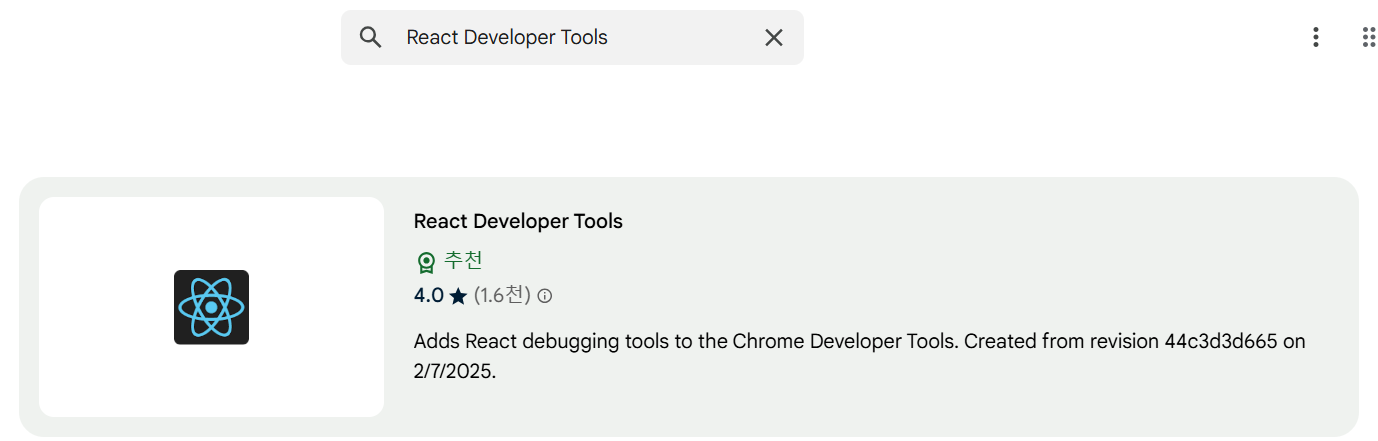 React Developer Tools
React Developer Tools
추천
4.0 ★ (1.6천)
Adds React debugging tools to the Chrome Developer Tools. Created from revision 44c3d3d665 on
2/7/2025.